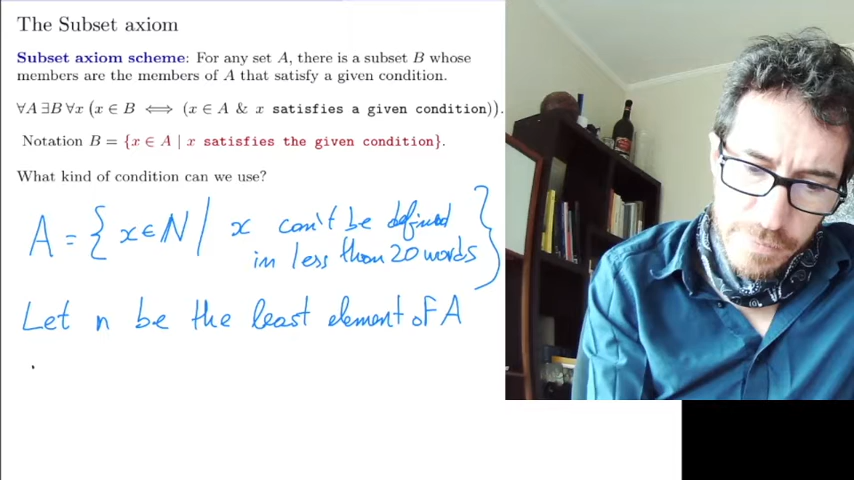 The Subset axiom
Subset axiom scheme: For any set A, there is a subset B whose
members are the members of A that satisfy a given condition.
∀A ∃B ∀x (x ∈ B ⟺ (x ∈ A & x satisfies a given condition)).
Notation B = {x ∈ A | x satisfies the given condition}.
What kind of condition can we use?
A = { x ∈ N | x can't be defined
in less than 20 words }
Let n be the least element of A